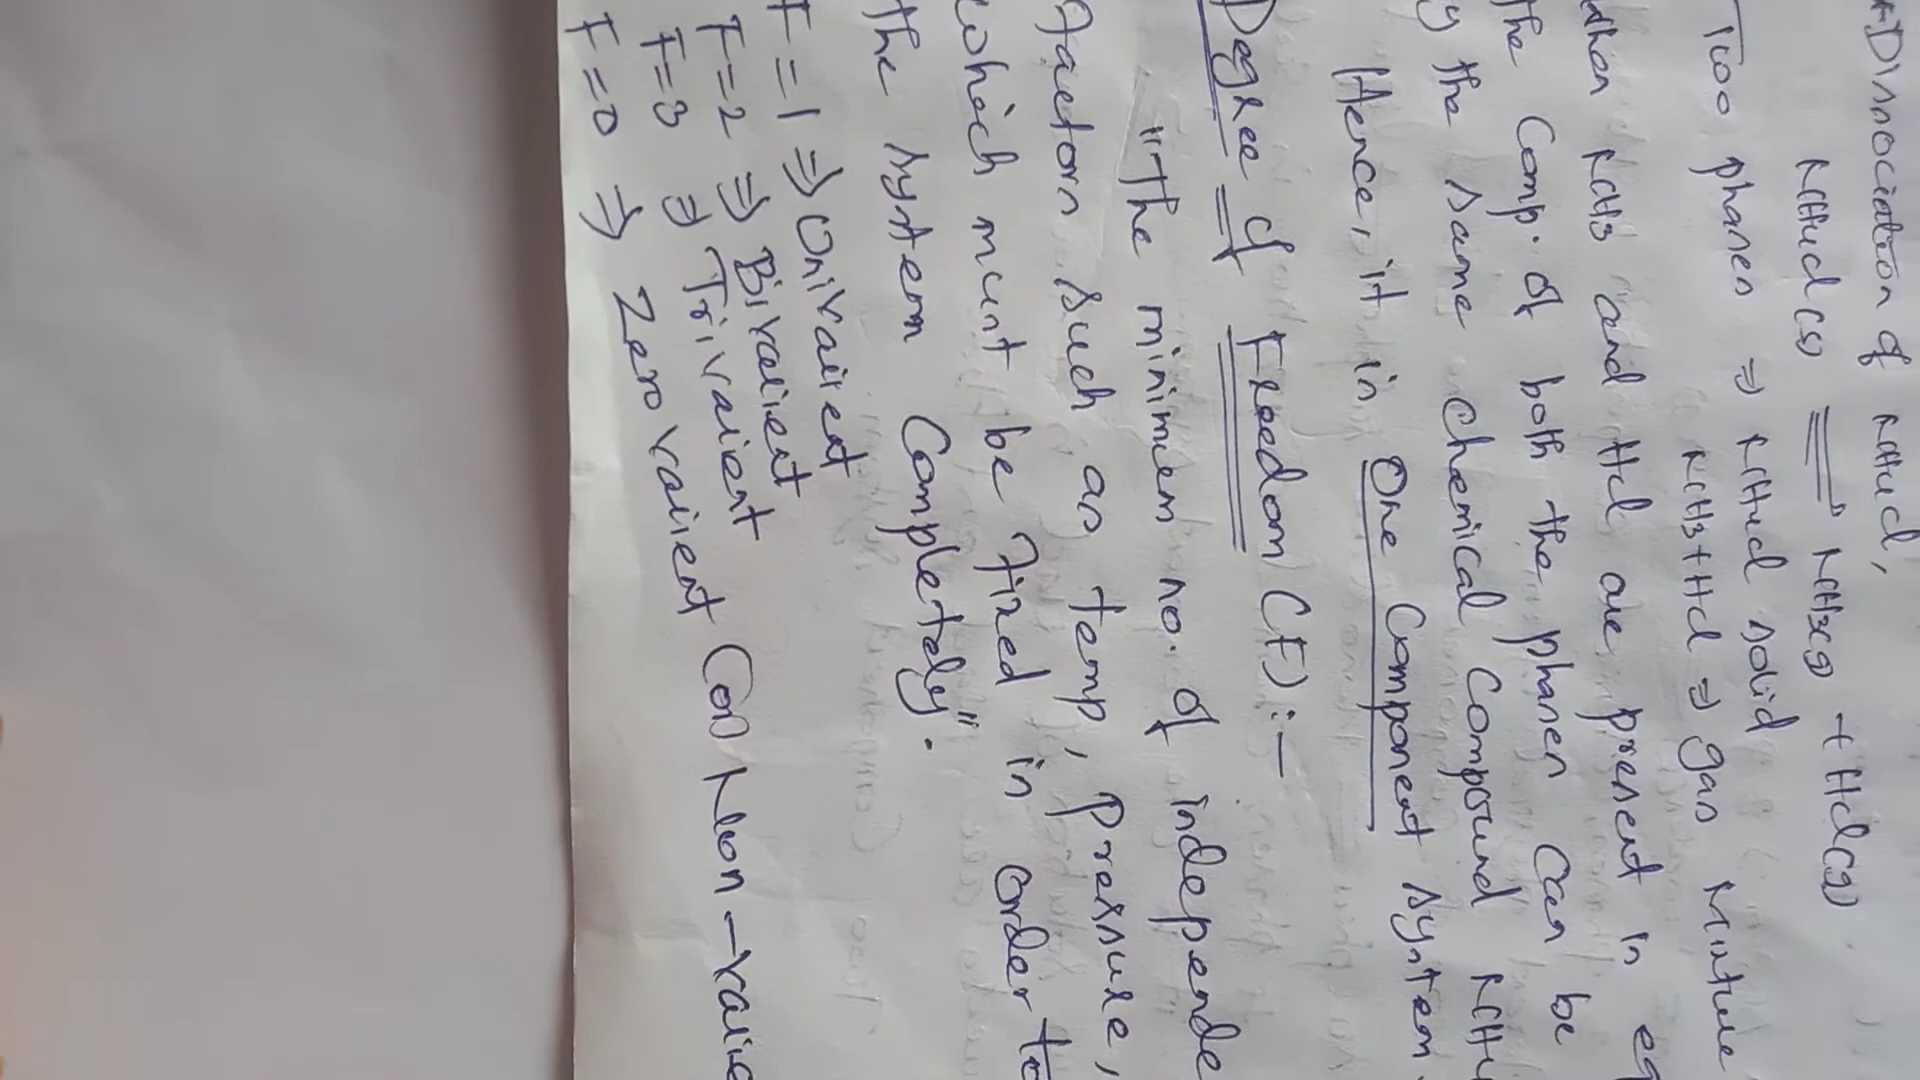 *Dissociation of NH4Cl,
NH4Cl(s) ⇌ NH3(g) + HCl(g).
Two phases ⇒ NH4Cl solid
NH3+HCl ⇒ gas Mixture
When NH3 and HCl are present in eq
the Comp. of both the phases Can be
y the same chemical Compound NH4
Hence, it is One Component system.
Degree of Freedom (F):-
"The minimum no. of independe
factors such as temp, pressure,
which must be fixed in order to
the system Completely".
F=1 ⇒ Univarient
F=2 ⇒ Bivarient
F=3 ⇒ Trivarient
F=0 ⇒ Zero varient (or) Non-varie